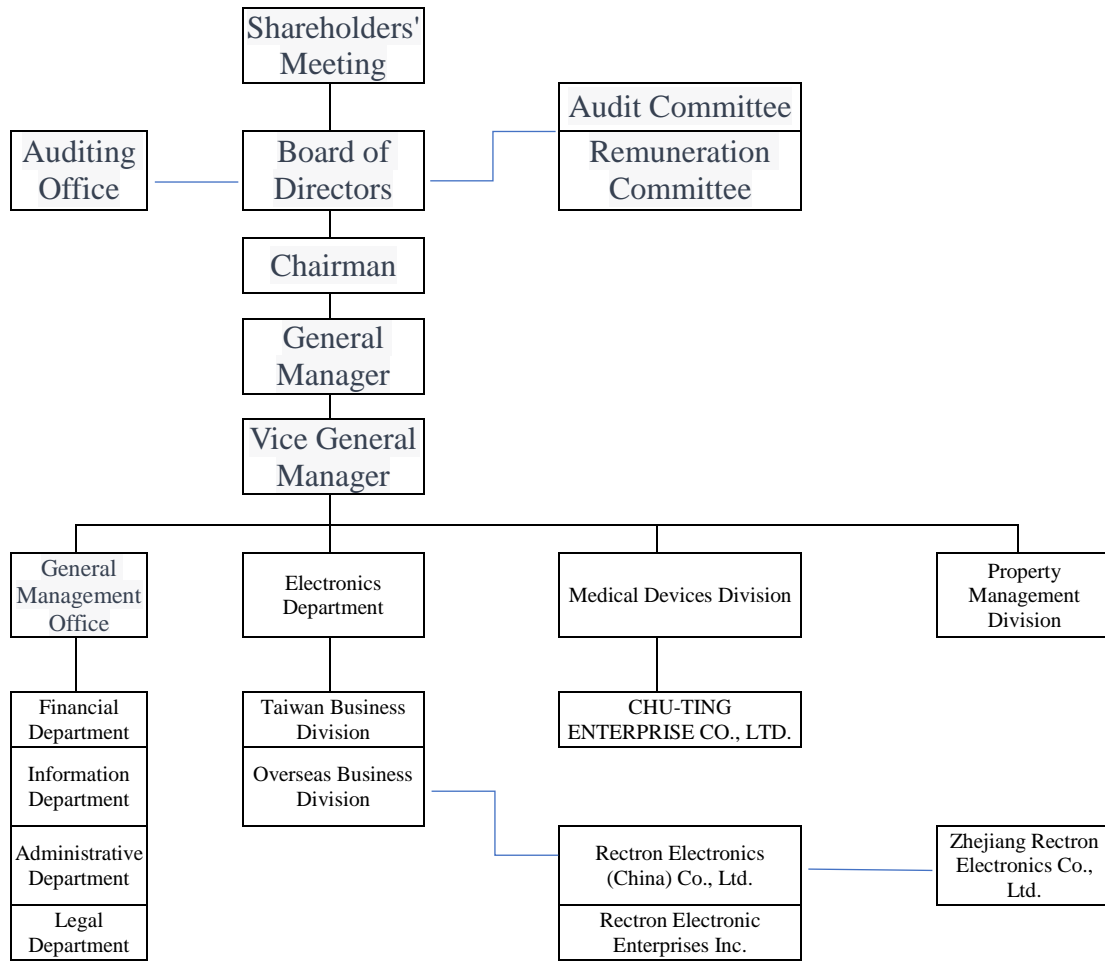 Shareholders'
Meeting
Audit Committee
Auditing
Office
Board of
Directors
Remuneration
Committee
Chairman
General
Manager
Vice General
Manager
General
Management
Office
Electronics
Department
Medical Devices Division
Property
Management
Division
Financial
Department
Information
Department
Administrative
Department
Legal
Department
Taiwan Business
Division
Overseas Business
Division
CHU-TING
ENTERPRISE CO., LTD.
Rectron Electronics
(China) Co., Ltd.
Rectron Electronic
Enterprises Inc.
Zhejiang Rectron
Electronics Co.,
Ltd.